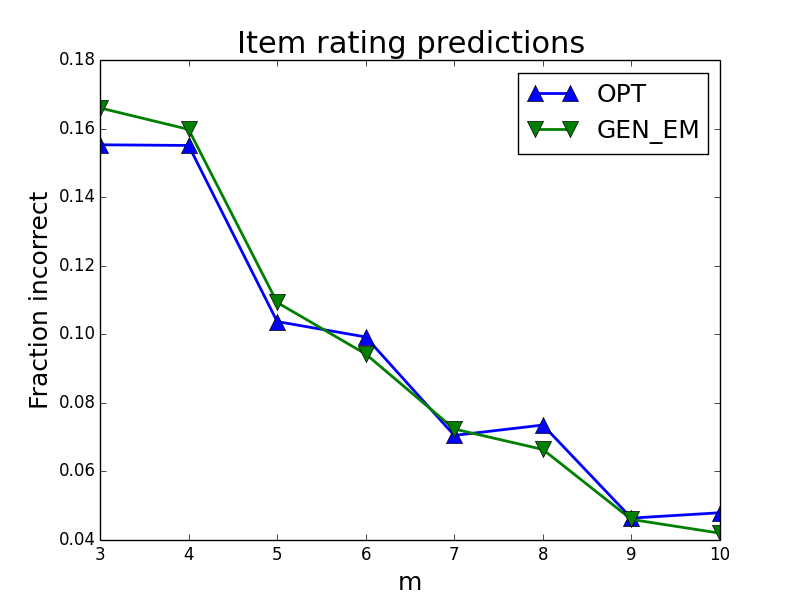 Item rating predictions
OPT
GEN_EM
Fraction incorrect
0.18
0.16
0.14
0.12
0.10
0.08
0.06
0.04
3 4 5 6 7 8 9 10
m